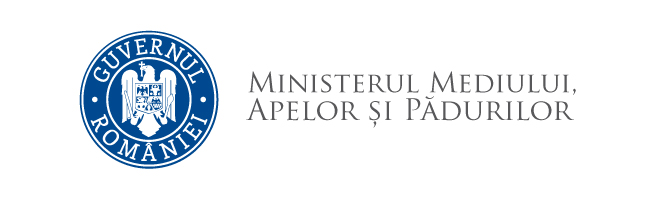 GUVERNUL
ROMÂNIEI
Ministerul Mediului,
Apelor și Pădurilor